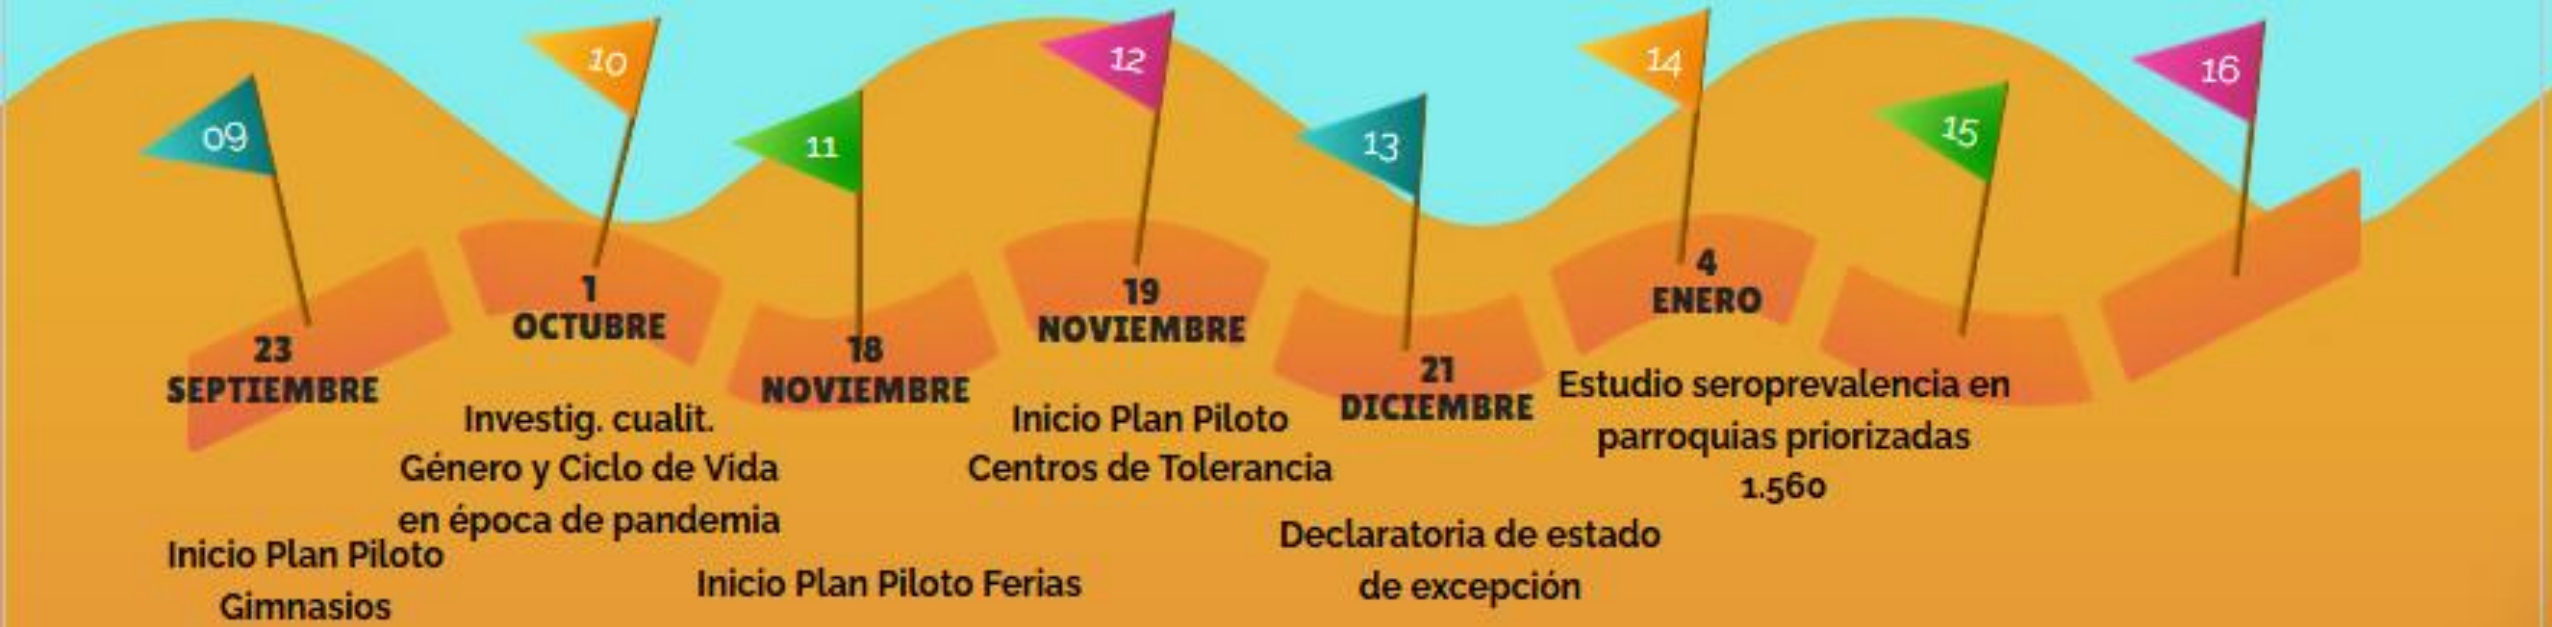 09
23
SEPTIEMBRE
Inicio Plan Piloto
Gimnasios
10
1
OCTUBRE
Investig. cualit.
Género y Ciclo de Vida
en época de pandemia
11
18
NOVIEMBRE
Inicio Plan Piloto Ferias
12
19
NOVIEMBRE
Inicio Plan Piloto
Centros de Tolerancia
13
21
DICIEMBRE
Declaratoria de estado
de excepción
14
4
ENERO
Estudio seroprevalencia en
parroquias priorizadas
1.560
15
16